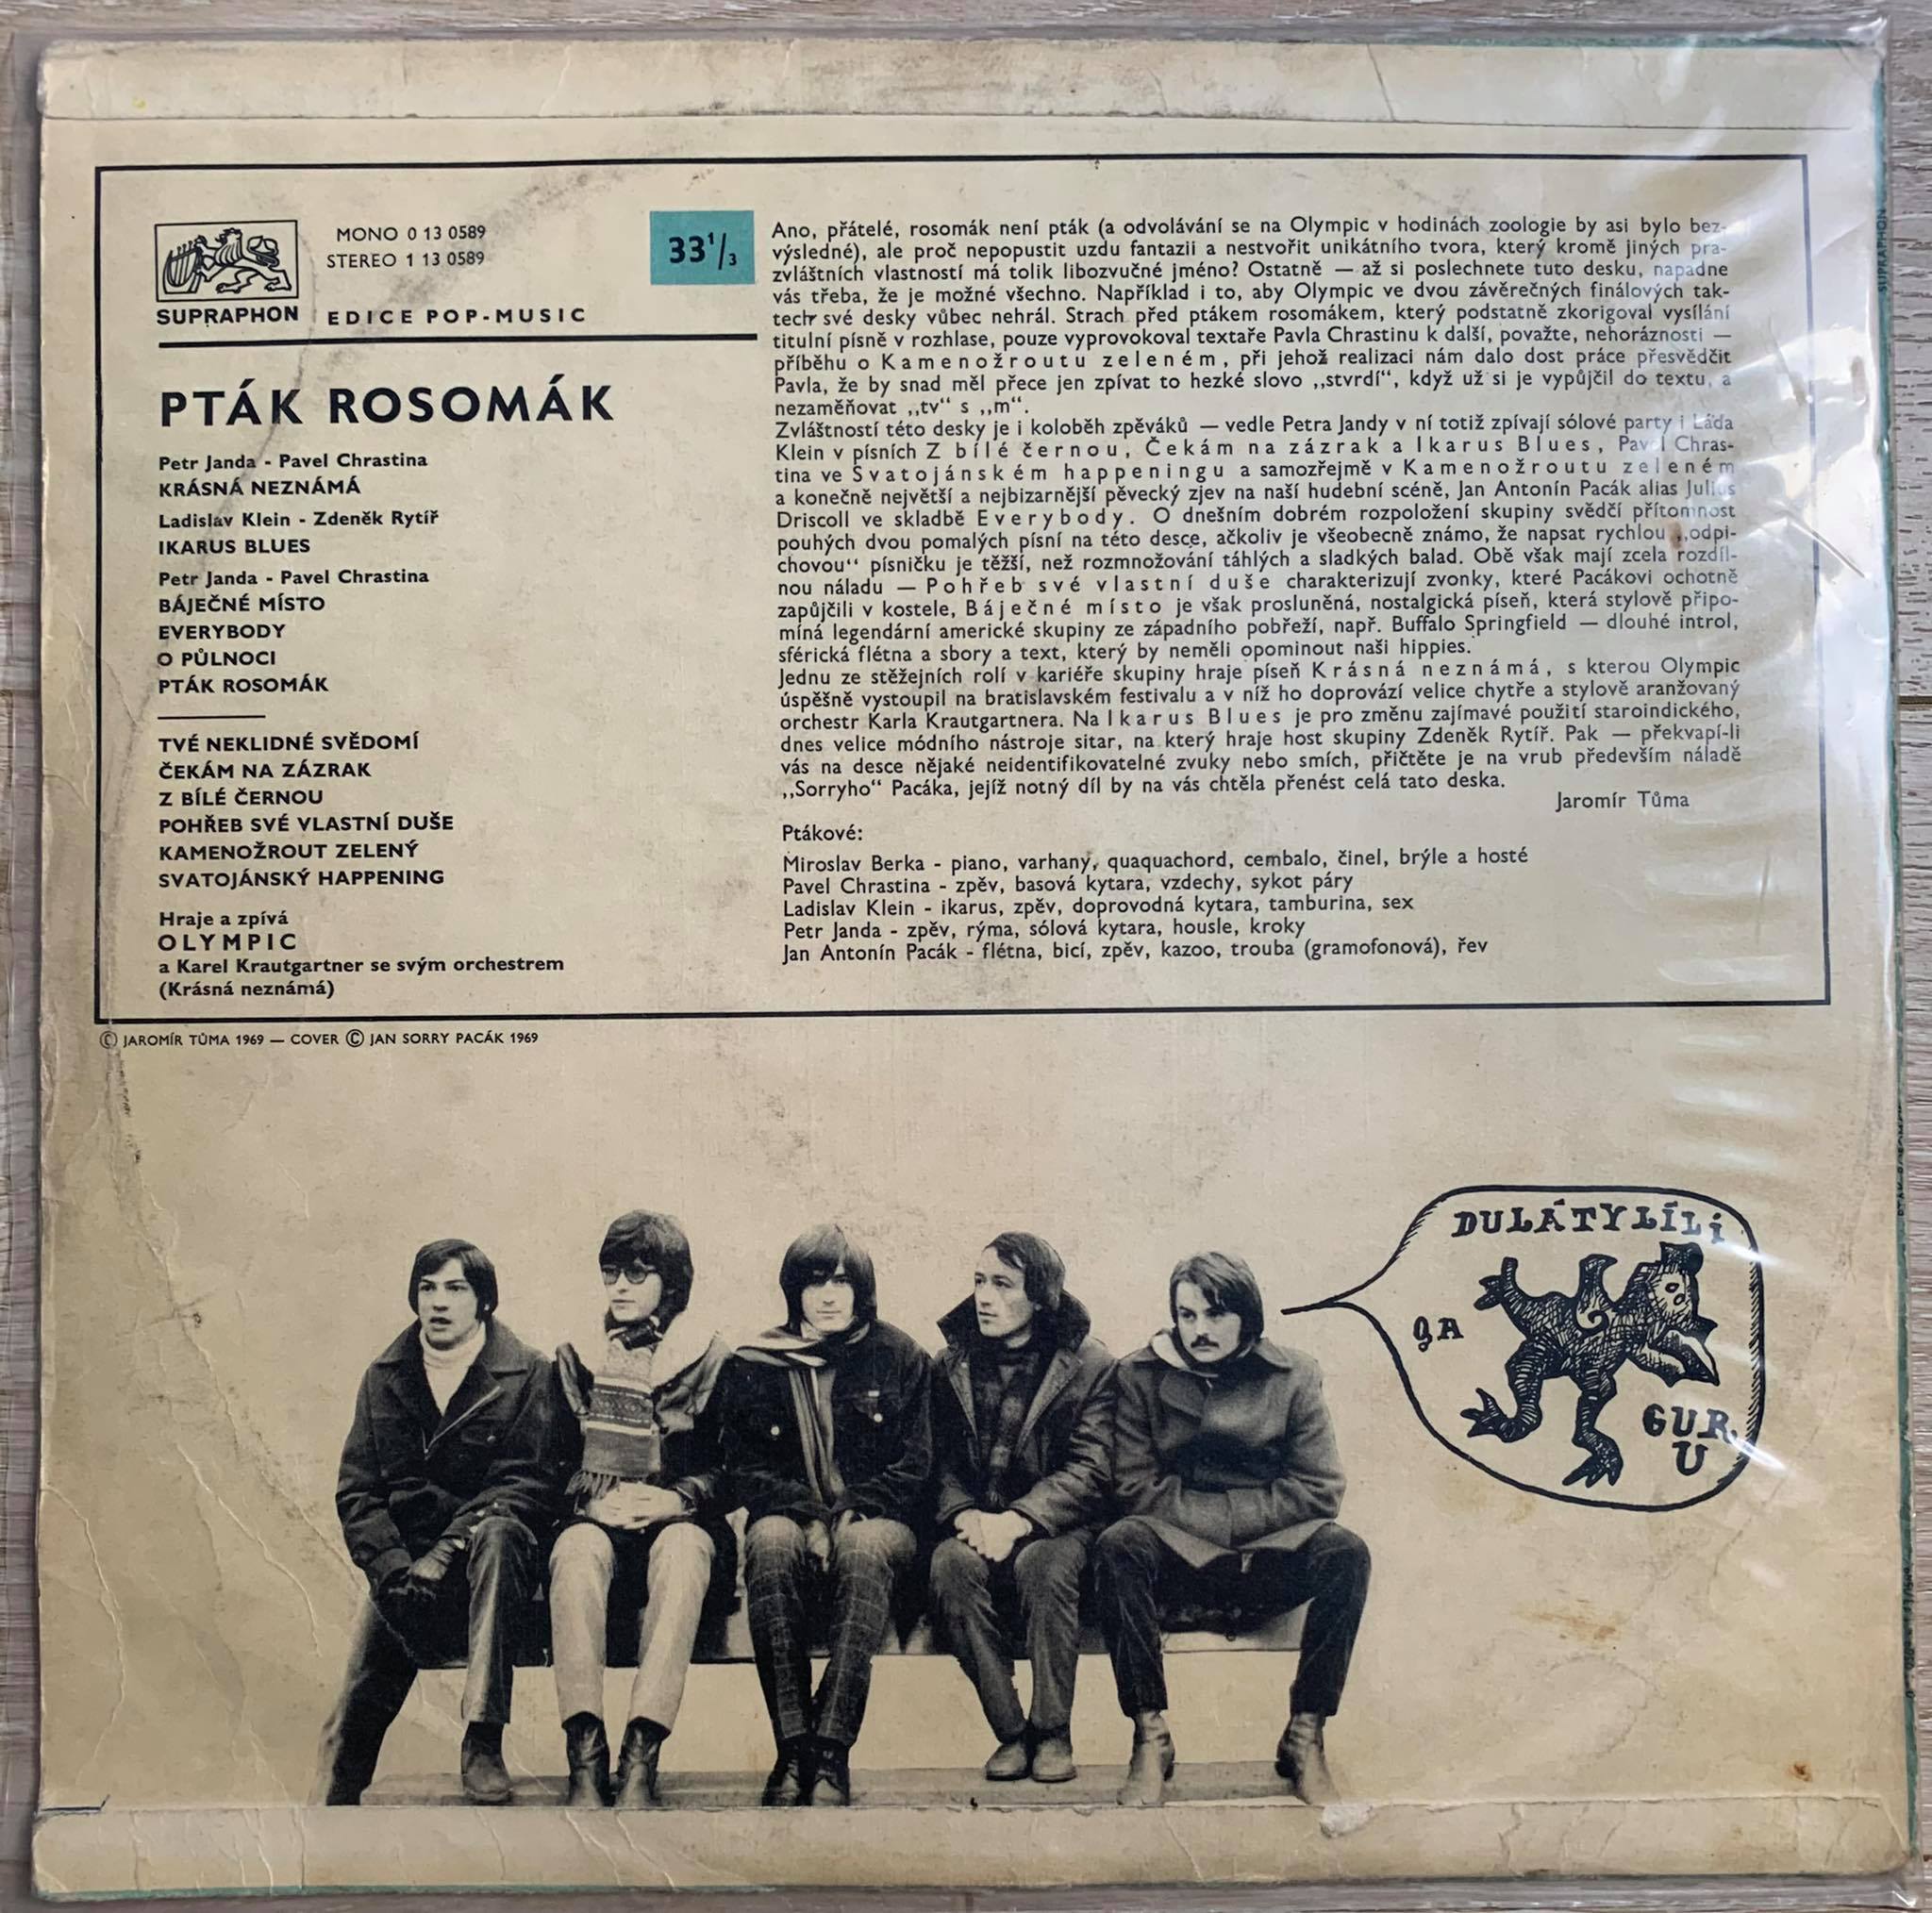 SUPRAPHON
MONO 0 13 0589
STEREO 1 13 0589
EDICE POP-MUSIC
33 1/3
PTÁK ROSOMÁK
Petr Janda - Pavel Chrastina
KRÁSNÁ NEZNÁMÁ
Ladislav Klein - Zdeněk Rytíř
IKARUS BLUES
Petr Janda - Pavel Chrastina
BÁJEČNÉ MÍSTO
EVERYBODY
O PŮLNOCI
PTÁK ROSOMÁK
TVÉ NEKLIDNÉ SVĚDOMÍ
ČEKÁM NA ZÁZRAK
Z BÍLÉ ČERNOU
POHŘEB SVÉ VLASTNÍ DUŠE
KAMENOŽROUT ZELENÝ
SVATOJÁNSKÝ HAPPENING
Hraje a zpívá
OLYMPIC
a Karel Krautgartner se svým orchestrem
(Krásná neznámá)
Ano, přátelé, rosomák není pták (a odvolávání se na Olympic v hodinách zoologie by asi bylo bez-
výsledné), ale proč nepopustit uzdu fantazii a nestvořit unikátního tvora, který kromě jiných pra-
zvláštních vlastností má tolik libozvučné jméno? Ostatně — až si poslechnete tuto desku, napadne
vás třeba, že je možné všechno. Například i to, aby Olympic ve dvou závěrečných finálových tak-
tech své desky vůbec nehrál. Strach před ptákem rosomákem, který podstatně zkorigoval vysílání
titulní písně v rozhlase, pouze vyprovokoval textaře Pavla Chrastinu k další, považte, nehoráznosti —
příběhu o Kamenožroutu zeleném, při jehož realizaci nám dalo dost práce přesvědčit
Pavla, že by snad měl přece jen zpívat to hezké slovo ,,stvrdí“, když už si je vypůjčil do textu, a
nezaměňovat ,,tv“ s ,,m“.
Zvláštností této desky je i koloběh zpěváků — vedle Petra Jandy v ní totiž zpívají sólové party i Láďa
Klein v písních Z bílé černou, Čekám na zázrak a Ikarus Blues, Pavel Chras-
tina ve Svatojánském happeningu a samozřejmě v Kamenožroutu zeleném
a konečně největší a nejbizarnější pěvecký zjev na naší hudební scéně, Jan Antonín Pacák alias Julius
Driscoll ve skladbě Everybody. O dnešním dobrém rozpoložení skupiny svědčí přítomnost
pouhých dvou pomalých písní na této desce, ačkoliv je všeobecně známo, že napsat rychlou ,,odpi-
chovou“ písničku je těžší, než rozmnožování táhlých a sladkých balad. Obě však mají zcela rozdíl-
nou náladu — Pohřeb své vlastní duše charakterizují zvonky, které Pacákovi ochotně
zapůjčili v kostele, Báječné místo je však prosluněná, nostalgická píseň, která stylově připo-
míná legendární americké skupiny ze západního pobřeží, např. Buffalo Springfield — dlouhé introl,
sférická flétna a sbory a text, který by neměli opominout naši hippies.
Jednu ze stěžejních rolí v kariéře skupiny hraje píseň Krásná neznámá, s kterou Olympic
úspěšně vystoupil na bratislavském festivalu a v níž ho doprovází velice chytře a stylově aranžovaný
orchestr Karla Krautgartnera. Na Ikarus Blues je pro změnu zajímavé použití staroindického,
dnes velice módního nástroje sitar, na který hraje host skupiny Zdeněk Rytíř. Pak — překvapí-li
vás na desce nějaké neidentifikovatelné zvuky nebo smích, přičtěte je na vrub především náladě
,,Sorryho“ Pacáka, jejíž notný díl by na vás chtěla přenést celá tato deska.
Jaromír Tůma
Ptákové:
Miroslav Berka - piano, varhany, quaquachord, cembalo, činel, brýle a hosté
Pavel Chrastina - zpěv, basová kytara, vzdechy, sykot páry
Ladislav Klein - ikarus, zpěv, doprovodná kytara, tamburina, sex
Petr Janda - zpěv, rýma, sólová kytara, housle, kroky
Jan Antonín Pacák - flétna, bicí, zpěv, kazoo, trouba (gramofonová), řev
© JAROMÍR TŮMA 1969 — COVER © JAN SORRY PACÁK 1969
DULÁTYLÍLi
GA
GUR
U
SUPRAPHON